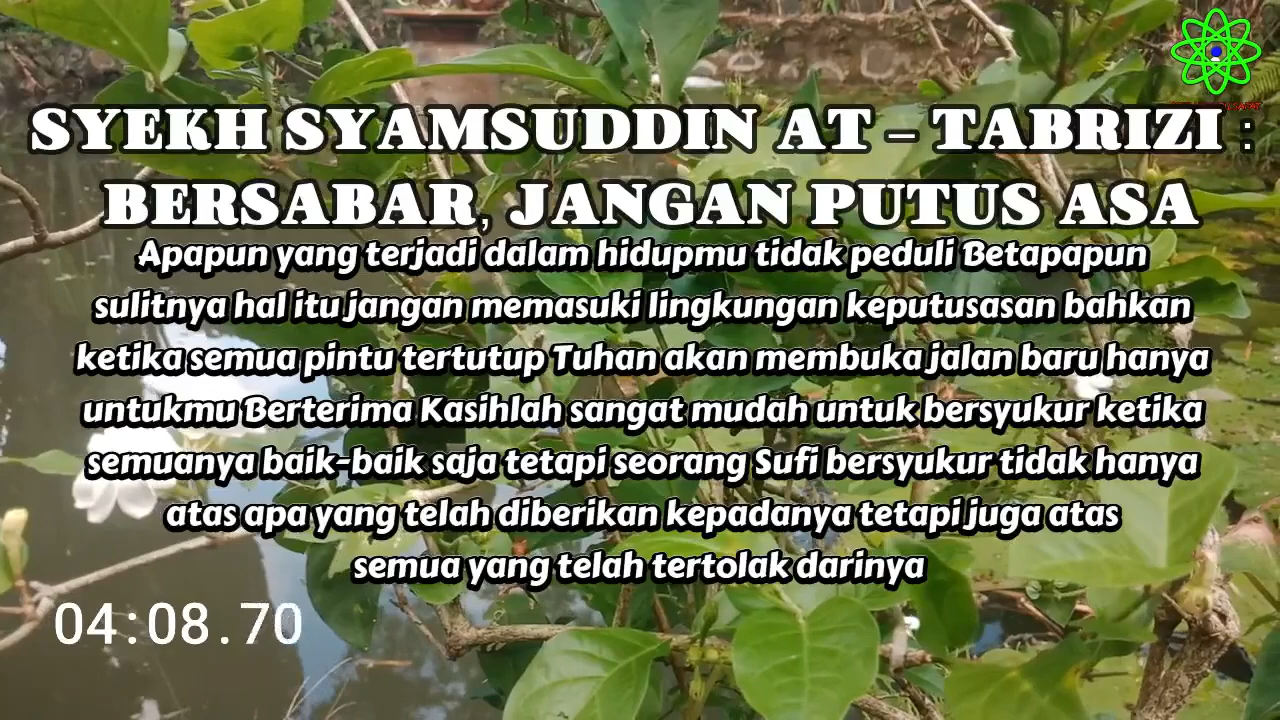 SYEKH SYAMSUDDIN AT – TABRIZI :
BERSABAR, JANGAN PUTUS ASA
Apapun yang terjadi dalam hidupmu tidak peduli Betapapun
sulitnya hal itu jangan memasuki lingkungan keputusasan bahkan
ketika semua pintu tertutup Tuhan akan membuka jalan baru hanya
untukmu Berterima Kasihlah sangat mudah untuk bersyukur ketika
semuanya baik-baik saja tetapi seorang Sufi bersyukur tidak hanya
atas apa yang telah diberikan kepadanya tetapi juga atas
semua yang telah tertolak darinya
04:08.70